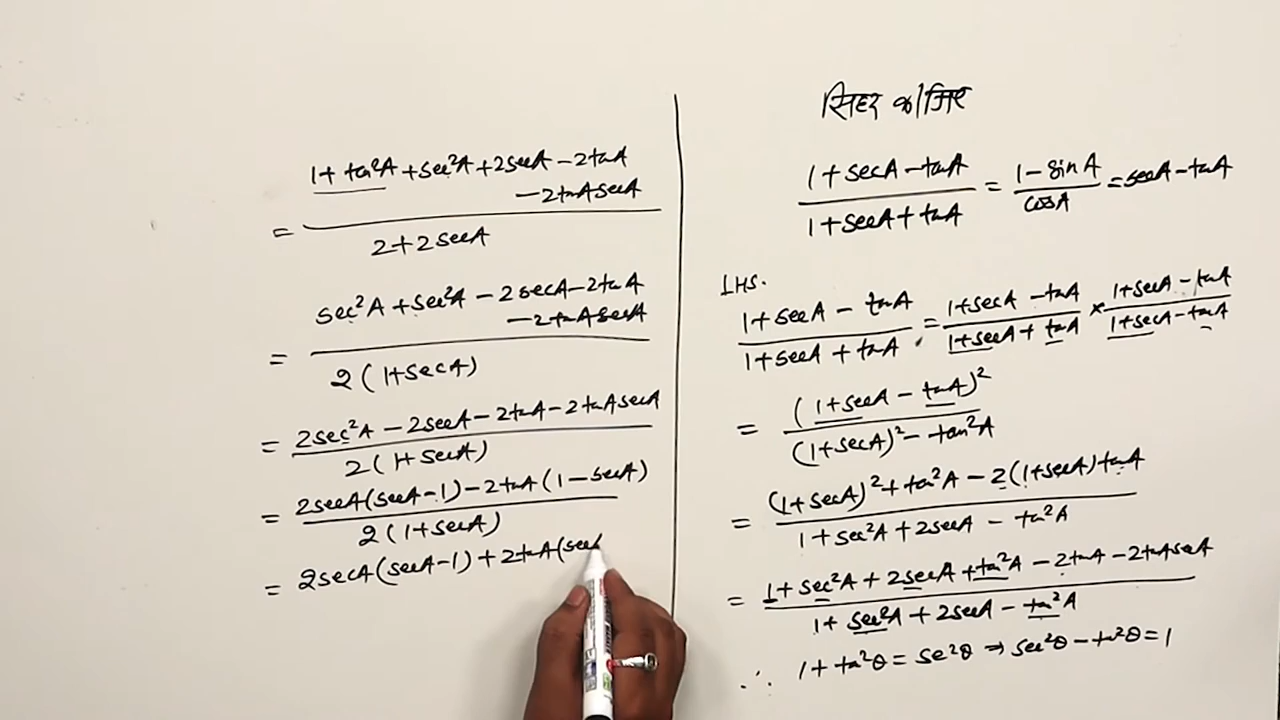 सिद्ध कीजिए
(1+secA-tanA)/(1+secA+tanA) = (1-sinA)/cosA = secA-tanA
LHS.
(1+secA-tanA)/(1+secA+tanA) = (1+secA-tanA)/(1+secA+tanA) × (1+secA-tanA)/(1+secA-tanA)
= (1+secA-tanA)²/((1+secA)²-tan²A)
= ((1+secA)²+tan²A-2(1+secA)tanA)/(1+sec²A+2secA-tan²A)
= (1+sec²A+2secA+tan²A-2tanA-2tanAsecA)/(1+sec²A+2secA-tan²A)
∴ 1+tan²θ=se²θ ⇒ sec²θ-tan²θ=1
= (1+tan²A+sec²A+2secA-2tanA-2tanAsecA)/(2+2secA)
= (sec²A+sec²A-2secA-2tanA-2tanAsecA)/(2(1+secA))
= (2sec²A-2secA-2tanA-2tanAsecA)/(2(1+secA))
= (2secA(secA-1)-2tanA(1-secA))/(2(1+secA))
= 2secA(secA-1)+2tanA(sec